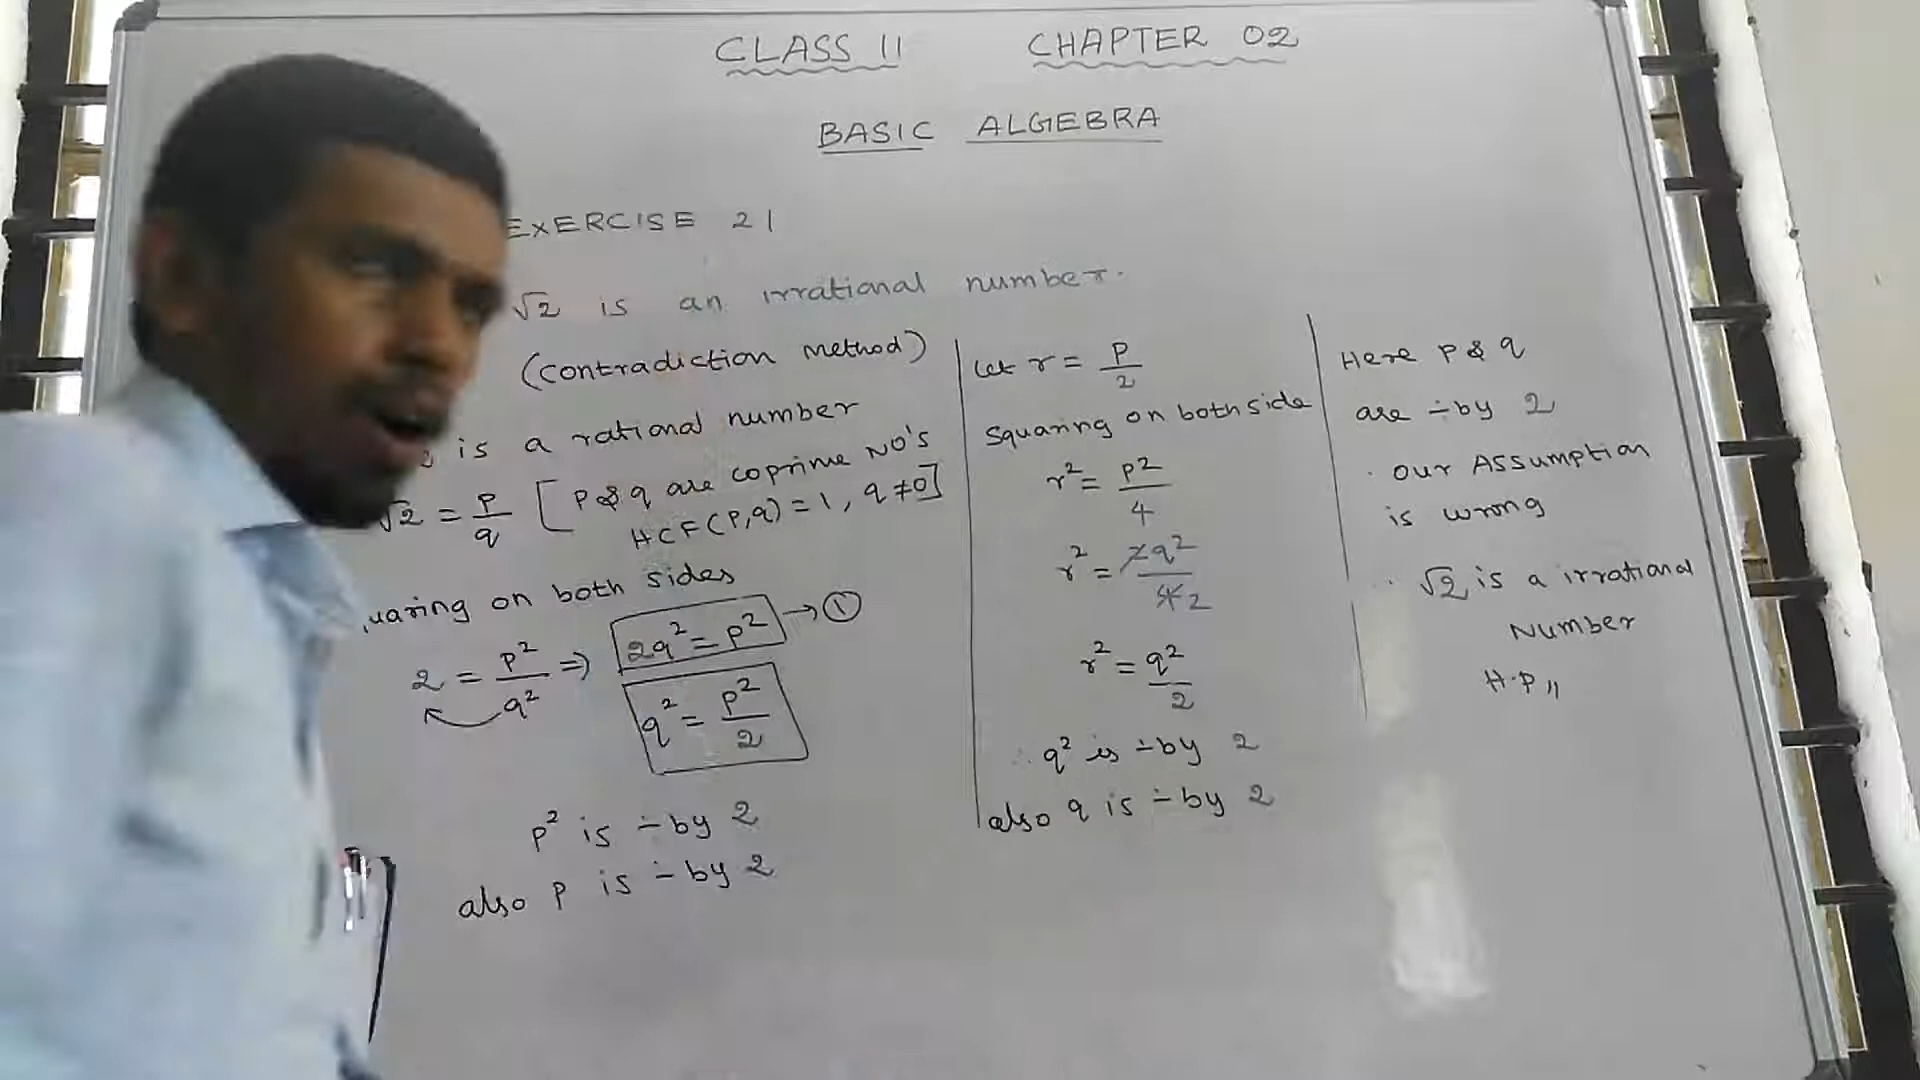 CLASS 11 CHAPTER 02
BASIC ALGEBRA
EXERCISE 21
√2 is an irrational number.
(contradiction method)
is a rational number
√2 = p/q [p & q are coprime NO's
HCF(p,q) = 1, q ≠ 0]
uaring on both sides
2 = p²/q² ⇒ 2q² = p² → ①
q² = p²/2
p² is ÷ by 2
also p is ÷ by 2
Let r = p/2
Squaring on both side
r² = p²/4
r² = 2q²/4 2
r² = q²/2
∴ q² is ÷ by 2
also q is ÷ by 2
Here p & q
are ÷ by 2
· our Assumption
is wrong
√2 is a irrational
Number
H.P,,